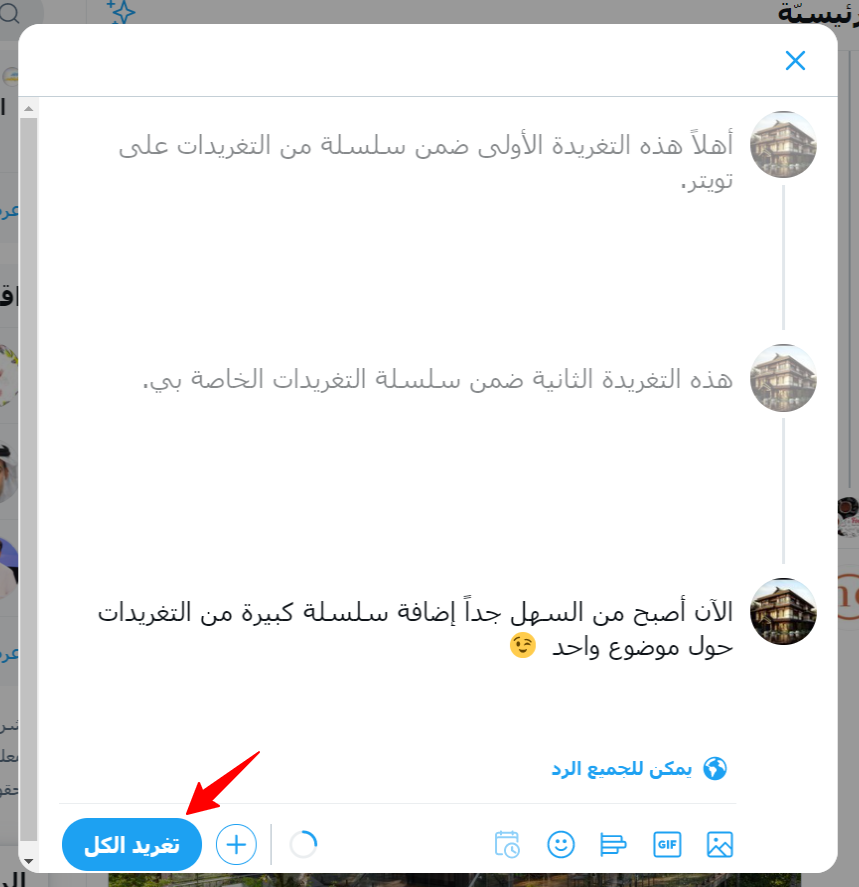 أهلاً هذه التغريدة الأولى ضمن سلسلة من التغريدات على
تويتر.
هذه التغريدة الثانية ضمن سلسلة التغريدات الخاصة بي.
الآن أصبح من السهل جداً إضافة سلسلة كبيرة من التغريدات
حول موضوع واحد 😉
يمكن للجميع الرد
GIF
تغريد الكل